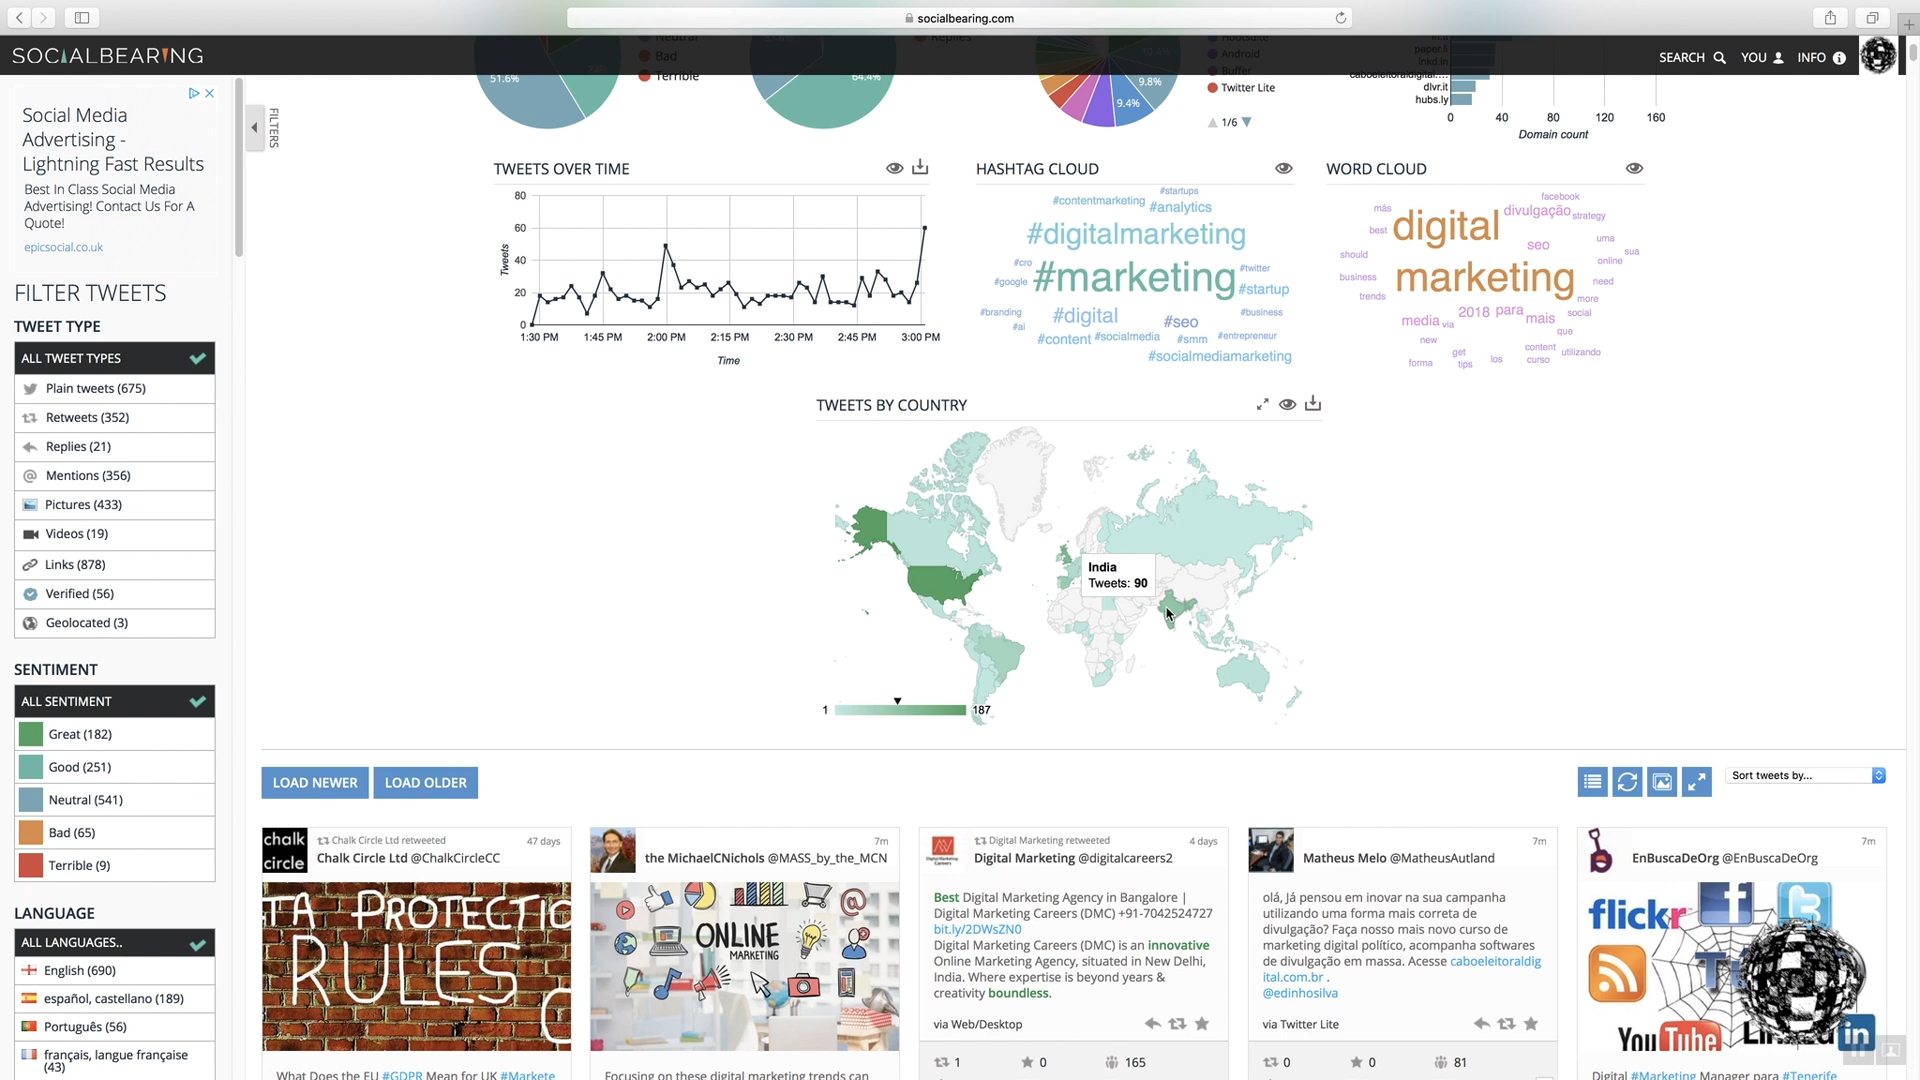 socialbearing.com
SOCIALBEARING
SEARCH
YOU
INFO
Neutral
Bad
Terrible
51.6%
64.4%
Replies
Android
Buffer
Twitter Lite
9.8%
9.4%
1/6
paper.li
lnkd.in
caboeleitoraldigital....
dlvr.it
hubs.ly
0 40 80 120 160
Domain count
Social Media
Advertising -
Lightning Fast Results
Best In Class Social Media
Advertising! Contact Us For A
Quote!
epicsocial.co.uk
FILTERS
FILTER TWEETS
TWEET TYPE
ALL TWEET TYPES
Plain tweets (675)
Retweets (352)
Replies (21)
Mentions (356)
Pictures (433)
Videos (19)
Links (878)
Verified (56)
Geolocated (3)
SENTIMENT
ALL SENTIMENT
Great (182)
Good (251)
Neutral (541)
Bad (65)
Terrible (9)
LANGUAGE
ALL LANGUAGES..
English (690)
español, castellano (189)
Português (56)
français, langue française
(43)
TWEETS OVER TIME
80
60
40
20
0
Tweets
1:30 PM 1:45 PM 2:00 PM 2:15 PM 2:30 PM 2:45 PM 3:00 PM
Time
HASHTAG CLOUD
#startups
#contentmarketing
#analytics
#digitalmarketing
#cro
#twitter
#google
#marketing
#startup
#branding
#digital
#seo
#business
#ai
#content
#socialmedia
#smm
#entrepreneur
#socialmediamarketing
WORD CLOUD
facebook
más
divulgação
strategy
best
digital
seo
uma
should
online
sua
business
marketing
need
trends
more
media
via
2018
para
mais
social
que
new
get
content
utilizando
forma
tips
los
curso
TWEETS BY COUNTRY
India
Tweets: 90
1
187
LOAD NEWER
LOAD OLDER
Sort tweets by...
chalk
circle
Chalk Circle Ltd retweeted
47 days
Chalk Circle Ltd @ChalkCircleCC
TA PROTECTIO
RULES
What Does the EU #GDPR Mean for UK #Markete
7m
the MichaelCNichols @MASS_by_the_MCN
ONLINE
MARKETING
Focusing on these digital marketing trends can
Digital Marketing retweeted
4 days
Digital Marketing @digitalcareers2
Best Digital Marketing Agency in Bangalore |
Digital Marketing Careers (DMC) +91-7042524727
bit.ly/2DWsZN0
Digital Marketing Careers (DMC) is an innovative
Online Marketing Agency, situated in New Delhi,
India. Where expertise is beyond years &
creativity boundless.
via Web/Desktop
1
0
165
7m
Matheus Melo @MatheusAutland
olá, Já pensou em inovar na sua campanha
utilizando uma forma mais correta de
divulgação? Faça nosso mais novo curso de
marketing digital político, acompanha softwares
de divulgação em massa. Acesse caboeleitoraldig
ital.com.br .
@edinhosilva
via Twitter Lite
0
0
81
7m
EnBuscaDeOrg @EnBuscaDeOrg
flickr
YouTube
in
Digital #Marketing Manager para #Tenerife